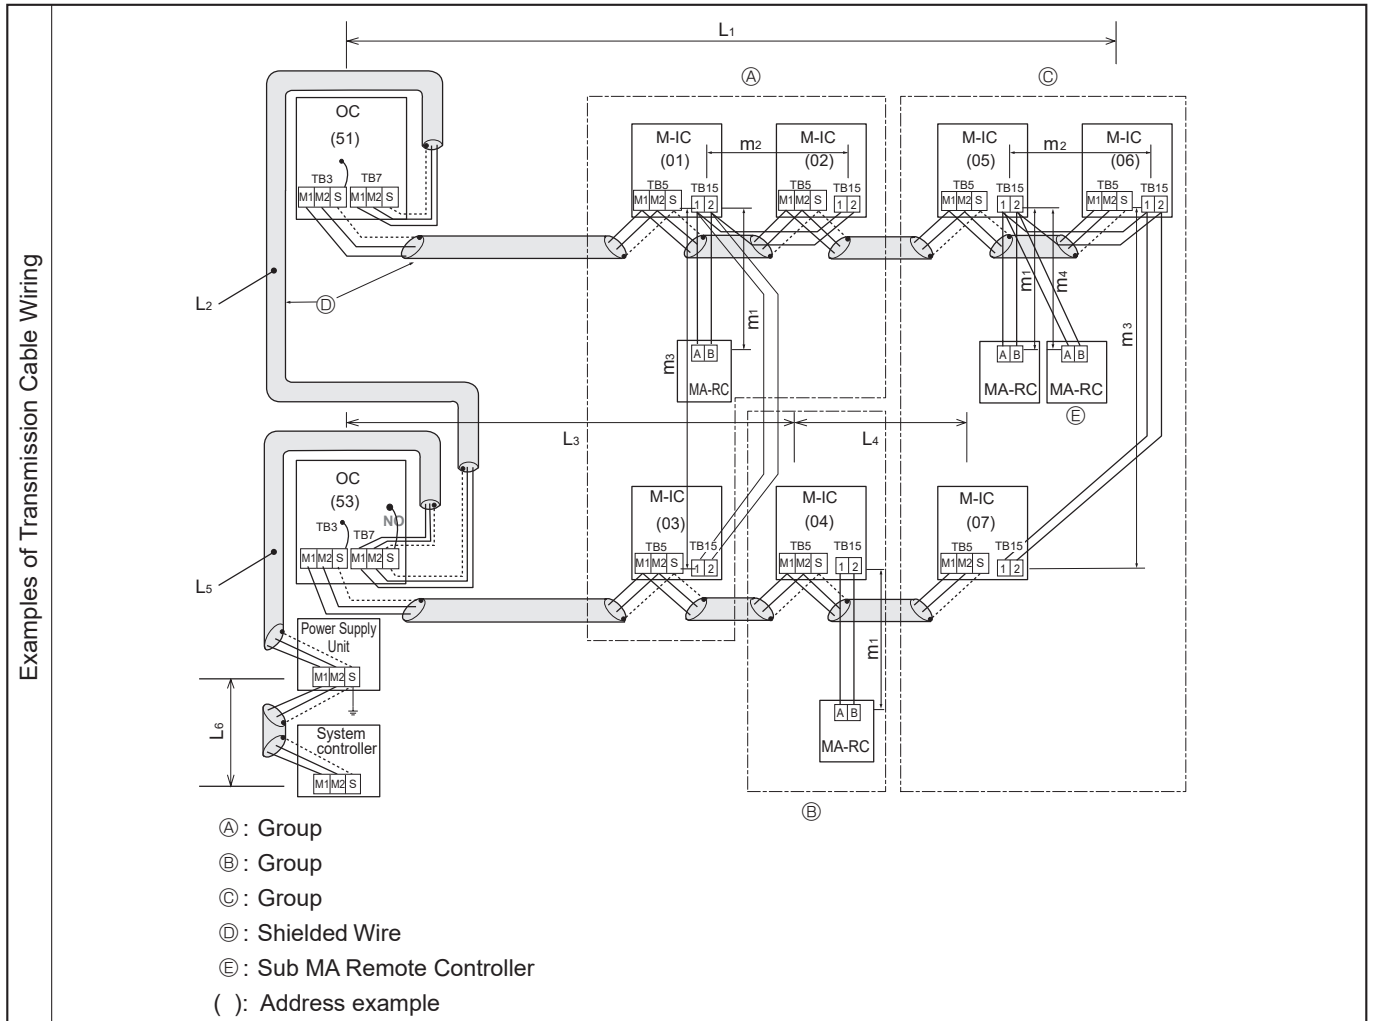 Examples of Transmission Cable Wiring
L1
Ⓐ
Ⓒ
OC
(51)
TB3
TB7
M1 M2 S
M1 M2 S
M-IC
(01)
TB5
TB15
M1 M2 S
1 2
m2
M-IC
(02)
TB5
TB15
M1 M2 S
1 2
M-IC
(05)
TB5
TB15
M1 M2 S
1 2
m2
M-IC
(06)
TB5
TB15
M1 M2 S
1 2
L2
Ⓓ
m3
m1
A B
MA-RC
m1
m4
m3
A B
MA-RC
A B
MA-RC
Ⓔ
L3
L4
OC
(53)
NO
TB3
TB7
M1 M2 S
M1 M2 S
M-IC
(03)
TB5
TB15
M1 M2 S
1 2
M-IC
(04)
TB5
TB15
M1 M2 S
1 2
M-IC
(07)
TB5
TB15
M1 M2 S
1 2
L5
Power Supply
Unit
M1 M2 S
m1
A B
MA-RC
L6
System
controller
M1 M2 S
Ⓑ
Ⓐ: Group
Ⓑ: Group
Ⓒ: Group
Ⓓ: Shielded Wire
Ⓔ: Sub MA Remote Controller
( ): Address example